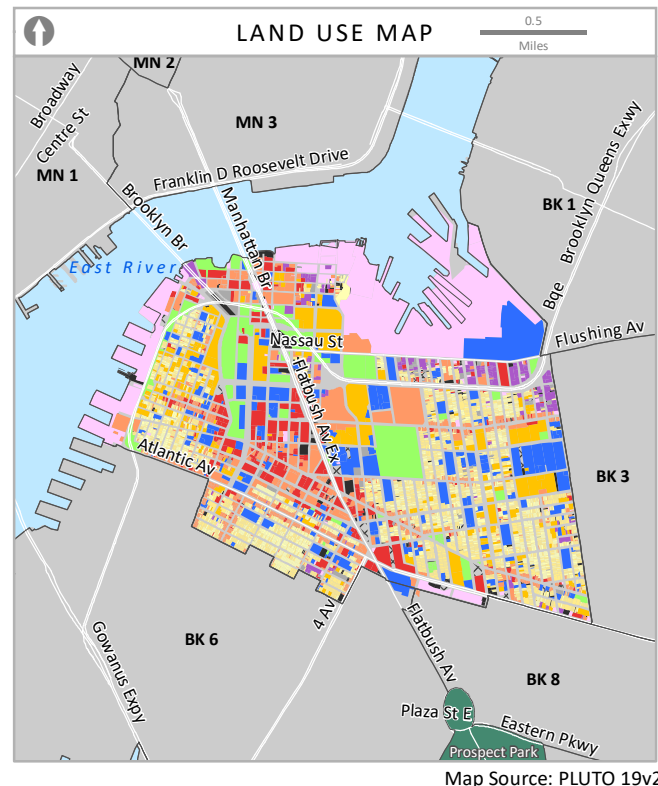 LAND USE MAP
0.5
Miles
MN 2
Broadway
Centre St
MN 3
MN 1
Franklin D Roosevelt Drive
Brooklyn Queens Exwy
BK 1
Brooklyn Br
Manhattan Br
East River
Bqe
Nassau St
Flushing Av
Flatbush Av Ex
Atlantic Av
BK 3
4 Av
Flatbush Av
Gowanus Expy
BK 6
BK 8
Plaza St E
Eastern Pkwy
Prospect Park
Map Source: PLUTO 19v2